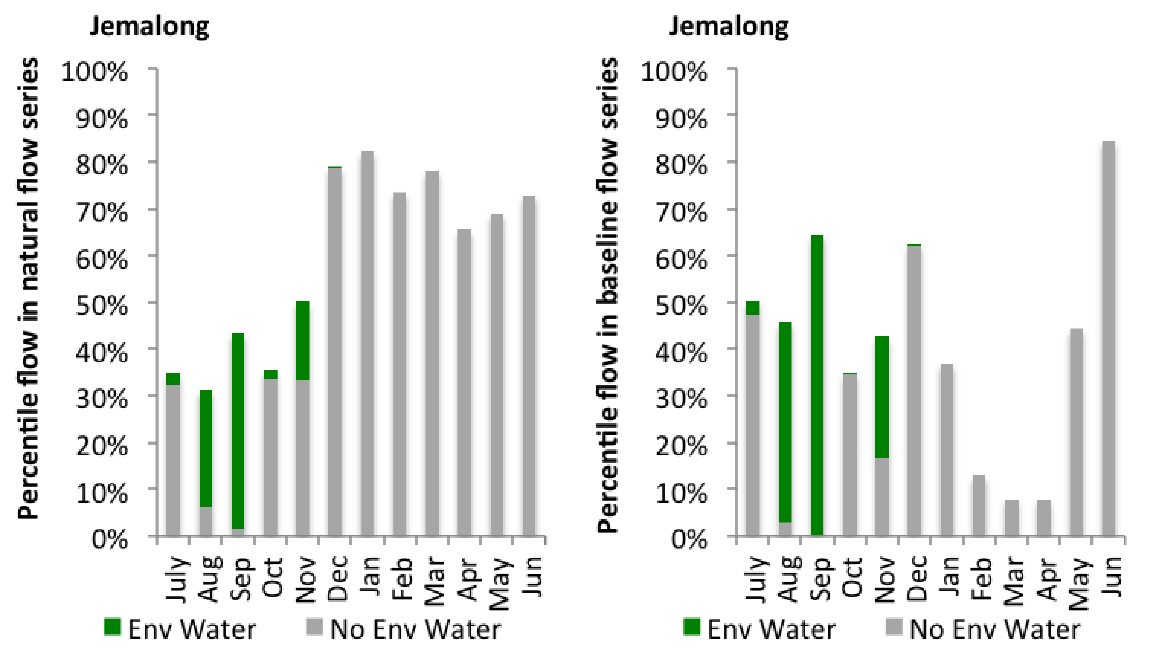 Jemalong
Percentile flow in natural flow series
100%
90%
80%
70%
60%
50%
40%
30%
20%
10%
0%
July Aug Sep Oct Nov Dec Jan Feb Mar Apr May Jun
Env Water No Env Water
Jemalong
Percentile flow in baseline flow series
100%
90%
80%
70%
60%
50%
40%
30%
20%
10%
0%
July Aug Sep Oct Nov Dec Jan Feb Mar Apr May Jun
Env Water No Env Water